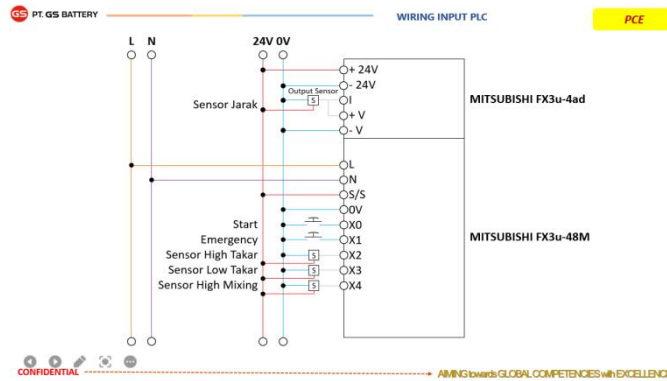 GS PT. GS BATTERY
WIRING INPUT PLC
PCE
L N 24V 0V
+ 24V
- 24V
Output Sensor
Sensor Jarak S I
+ V
- V
MITSUBISHI FX3u-4ad
L
N
S/S
0V
Start X0
Emergency X1
MITSUBISHI FX3u-48M
Sensor High Takar S X2
Sensor Low Takar S X3
Sensor High Mixing S X4
CONFIDENTIAL
AIMING towards GLOBAL COMPETENCIES with EXCELLENC